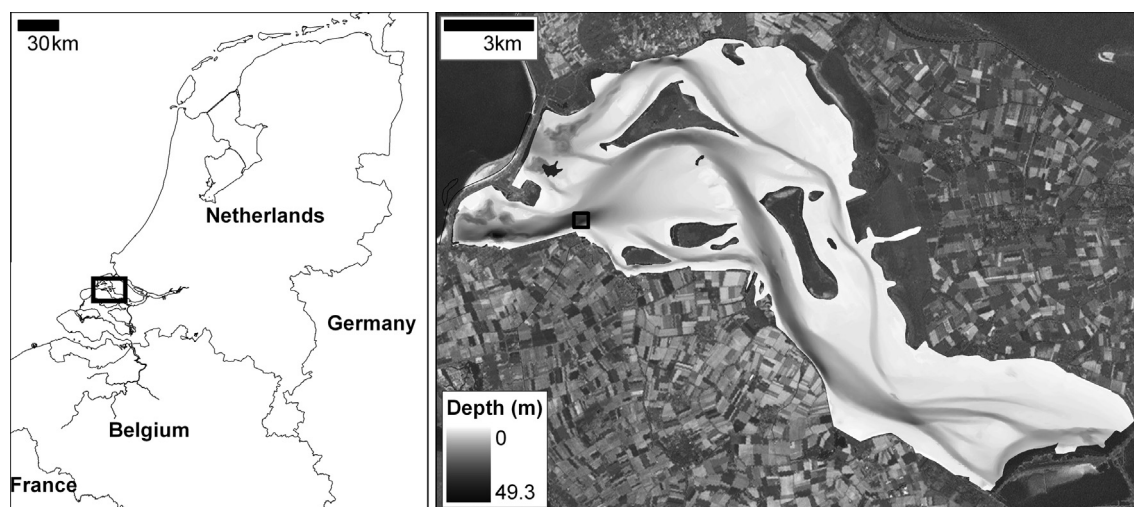 30km
Netherlands
Germany
Belgium
France
3km
Depth (m)
0
49.3